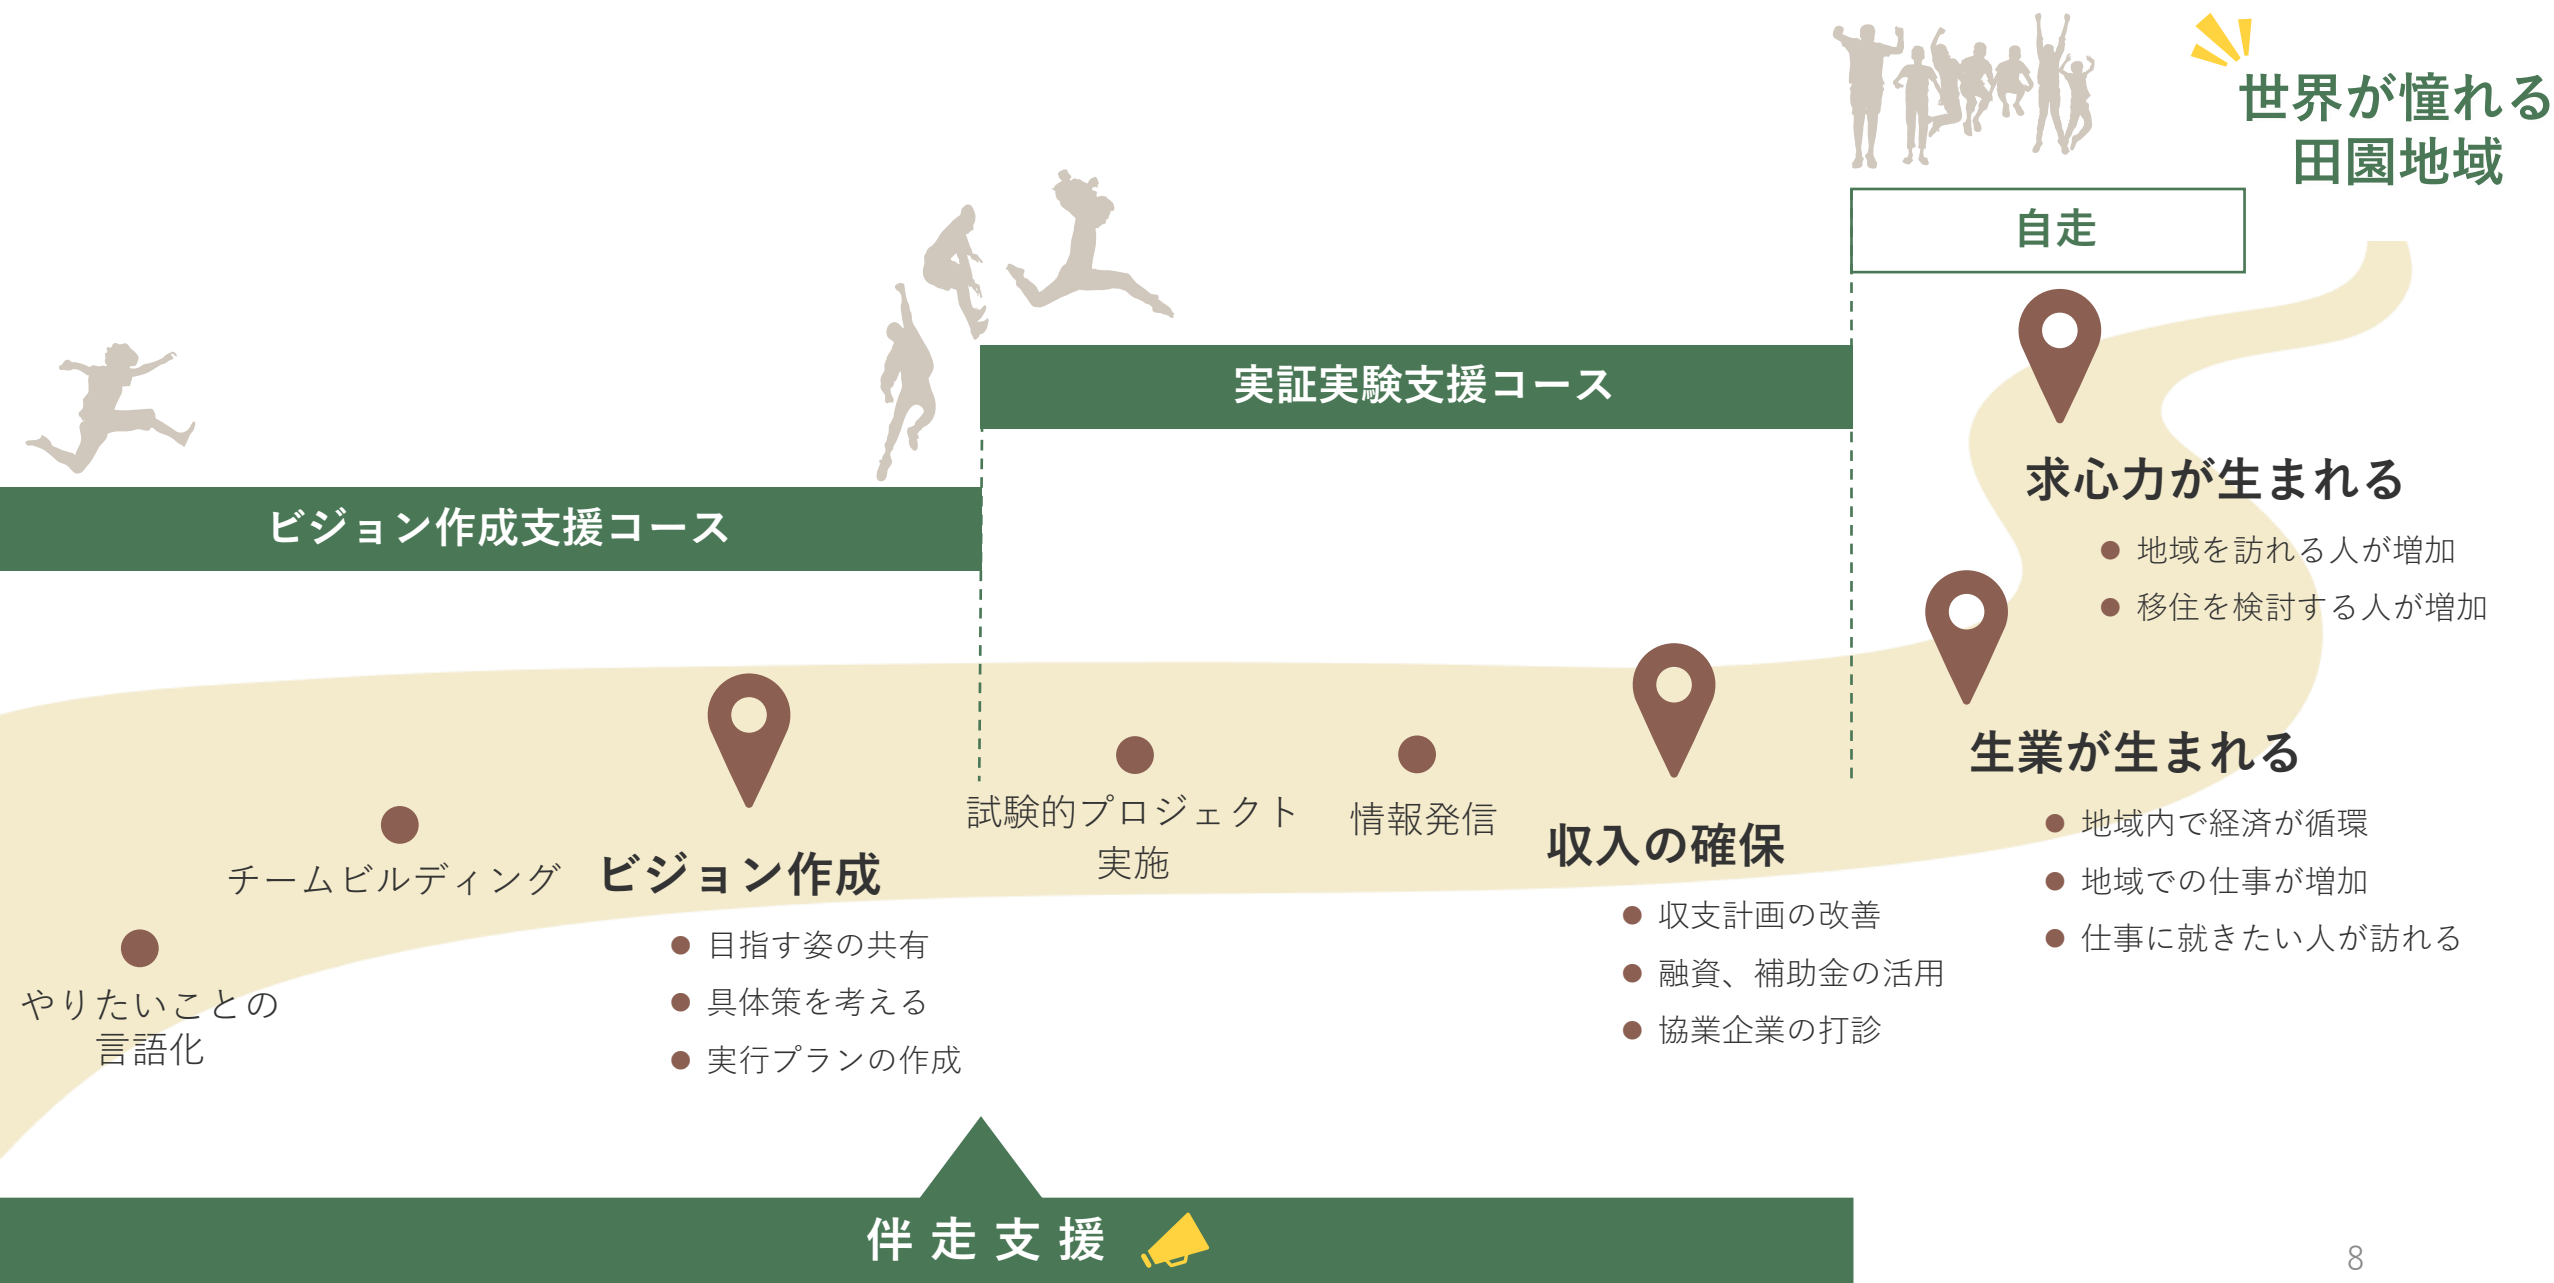 世界が憧れる
田園地域
自走
実証実験支援コース
ビジョン作成支援コース
やりたいことの
言語化
チームビルディング
ビジョン作成
目指す姿の共有
具体策を考える
実行プランの作成
試験的プロジェクト
実施
情報発信
収入の確保
収支計画の改善
融資、補助金の活用
協業企業の打診
生業が生まれる
地域内で経済が循環
地域での仕事が増加
仕事に就きたい人が訪れる
求心力が生まれる
地域を訪れる人が増加
移住を検討する人が増加
伴走支援
8